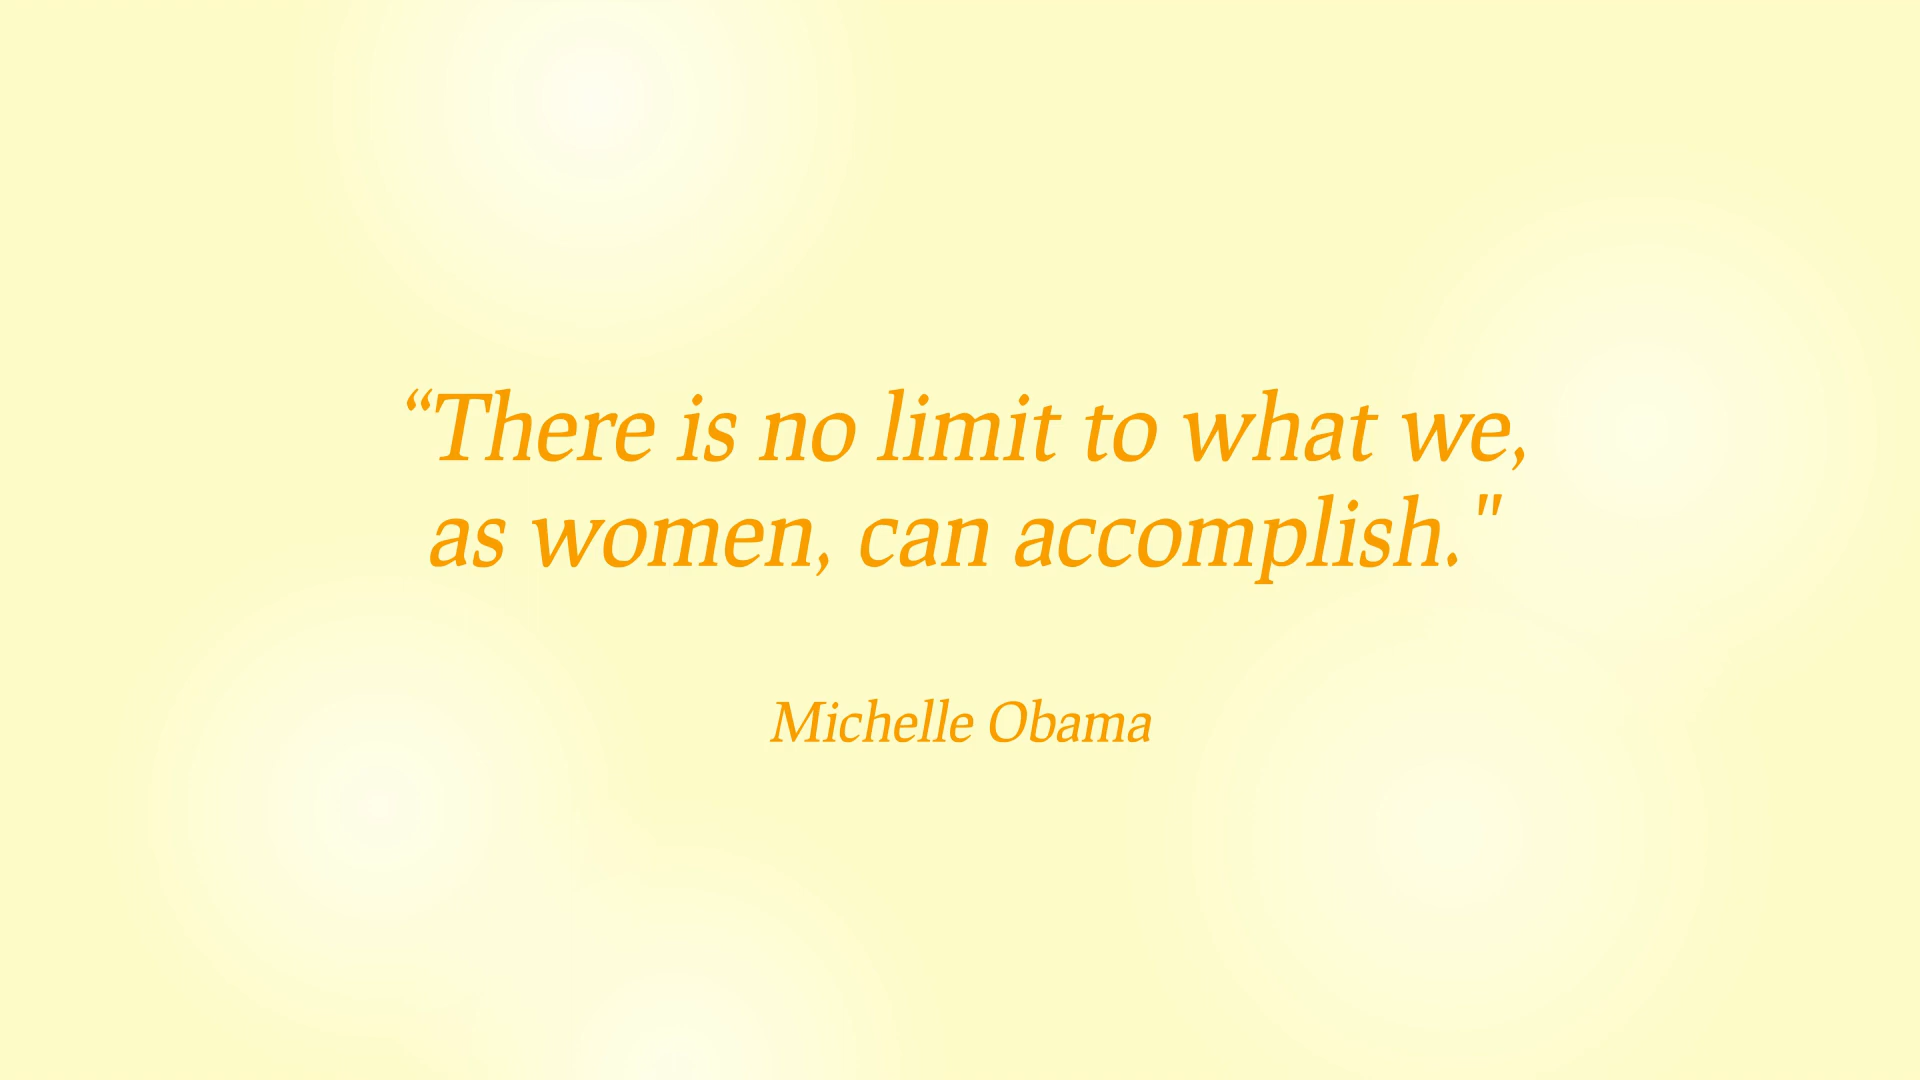 “There is no limit to what we,
as women, can accomplish."
Michelle Obama